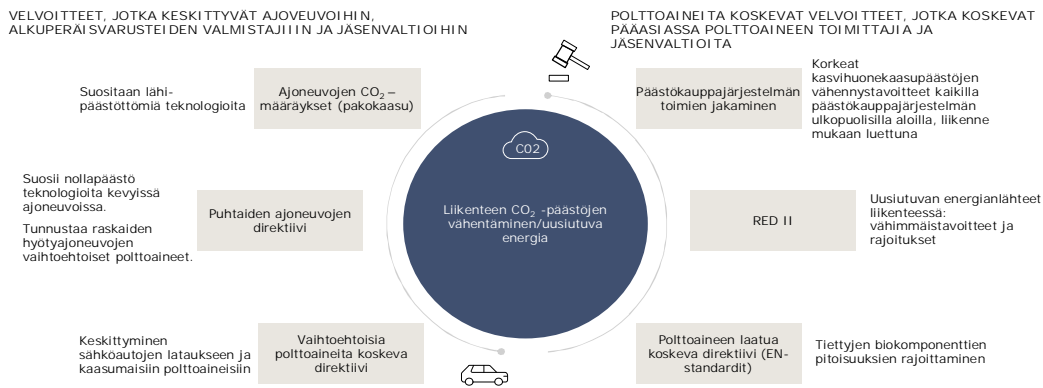 VELVOITTEET, JOTKA KESKITTYVÄT AJOVEUVOIHIN,
ALKUPERÄISVARUSTEIDEN VALMISTAJIIIN JA JÄSENVALTIOIHIN
POLTTOAINEITA KOSKEVAT VELVOITTEET, JOTKA KOSKEVAT
PÄÄASIASSA POLTTOAINEEN TOIMITTAJIA JA
JÄSENVALTIOITA
Suositaan lähi-
päästöttömiä teknologioita
Ajoneuvojen CO₂ –
määräykset (pakokaasu)
Päästökauppajärjestelmän
toimien jakaminen
Korkeat
kasvihuonekaasupäästöjen
vähennystavoitteet kaikilla
päästökauppajärjestelmän
ulkopuolisilla aloilla, liikenne
mukaan luettuna
CO2
Suosii nollapäästö
teknologioita kevyissä
ajoneuvoissa.
Tunnustaa raskaiden
hyötyajoneuvojen
vaihtoehtoiset polttoaineet.
Puhtaiden ajoneuvojen
direktiivi
Liikenteen CO₂ -päästöjen
vähentäminen/uusiutuva
energia
RED II
Uusiutuvan energianlähteet
liikenteessä:
vähimmäistavoitteet ja
rajoitukset
Keskittyminen
sähköautojen lataukseen ja
kaasumaisiin polttoaineisiin
Vaihtoehtoisia
polttoaineita koskeva
direktiivi
Polttoaineen laatua
koskeva direktiivi (EN-
standardit)
Tiettyjen biokomponenttien
pitoisuuksien rajoittaminen